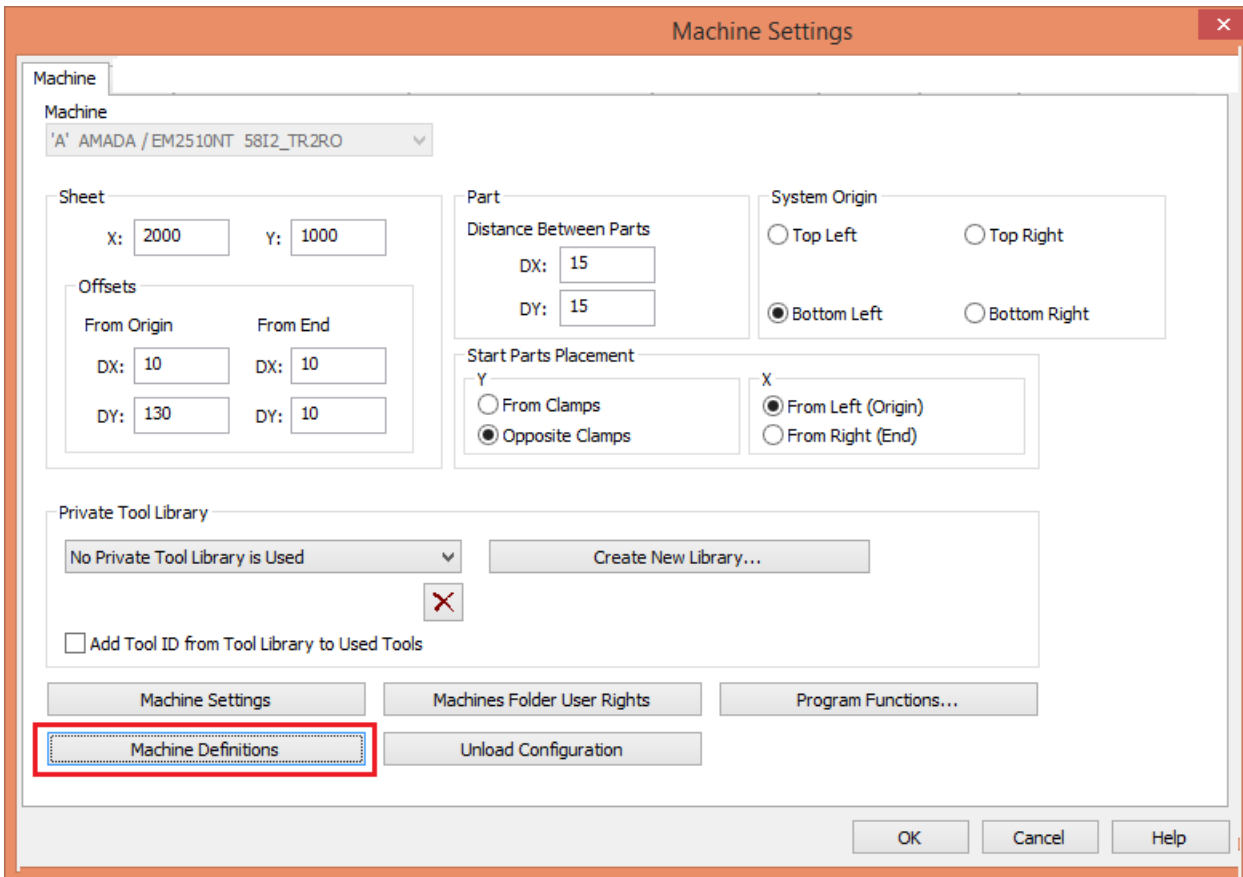 Machine Settings
Machine
Machine
'A' AMADA / EM2510NT 58I2_TR2RO
Sheet
X: 2000 Y: 1000
Offsets
From Origin From End
DX: 10 DX: 10
DY: 130 DY: 10
Part
Distance Between Parts
DX: 15
DY: 15
System Origin
Top Left Top Right
Bottom Left Bottom Right
Start Parts Placement
Y
From Clamps
Opposite Clamps
X
From Left (Origin)
From Right (End)
Private Tool Library
No Private Tool Library is Used Create New Library...
Add Tool ID from Tool Library to Used Tools
Machine Settings Machines Folder User Rights Program Functions...
Machine Definitions Unload Configuration
OK Cancel Help